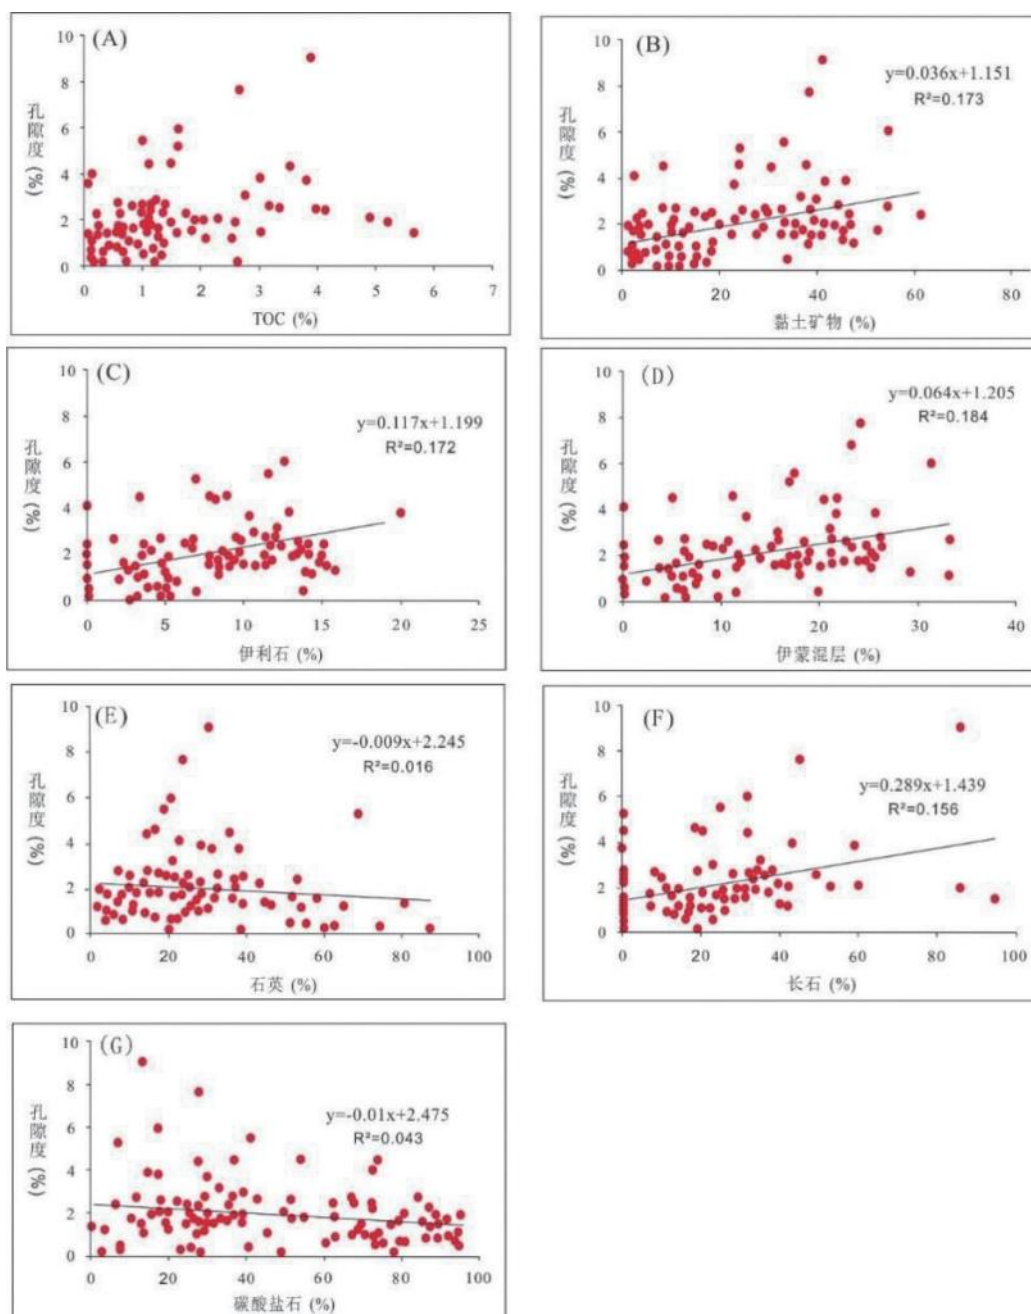 (A)
孔隙度 (%)
10
8
6
4
2
0
0 1 2 3 4 5 6 7
TOC (%)
(B)
y=0.036x+1.151
R²=0.173
孔隙度 (%)
10
8
6
4
2
0
0 20 40 60 80
黏土矿物 (%)
(C)
y=0.117x+1.199
R²=0.172
孔隙度 (%)
10
8
6
4
2
0
0 5 10 15 20 25
伊利石 (%)
(D)
y=0.064x+1.205
R²=0.184
孔隙度 (%)
10
8
6
4
2
0
0 10 20 30 40
伊蒙混层 (%)
(E)
y=-0.009x+2.245
R²=0.016
孔隙度 (%)
10
8
6
4
2
0
0 20 40 60 80 100
石英 (%)
(F)
y=0.289x+1.439
R²=0.156
孔隙度 (%)
10
8
6
4
2
0
0 20 40 60 80 100
长石 (%)
(G)
y=-0.01x+2.475
R²=0.043
孔隙度 (%)
10
8
6
4
2
0
0 20 40 60 80 100
碳酸盐石 (%)